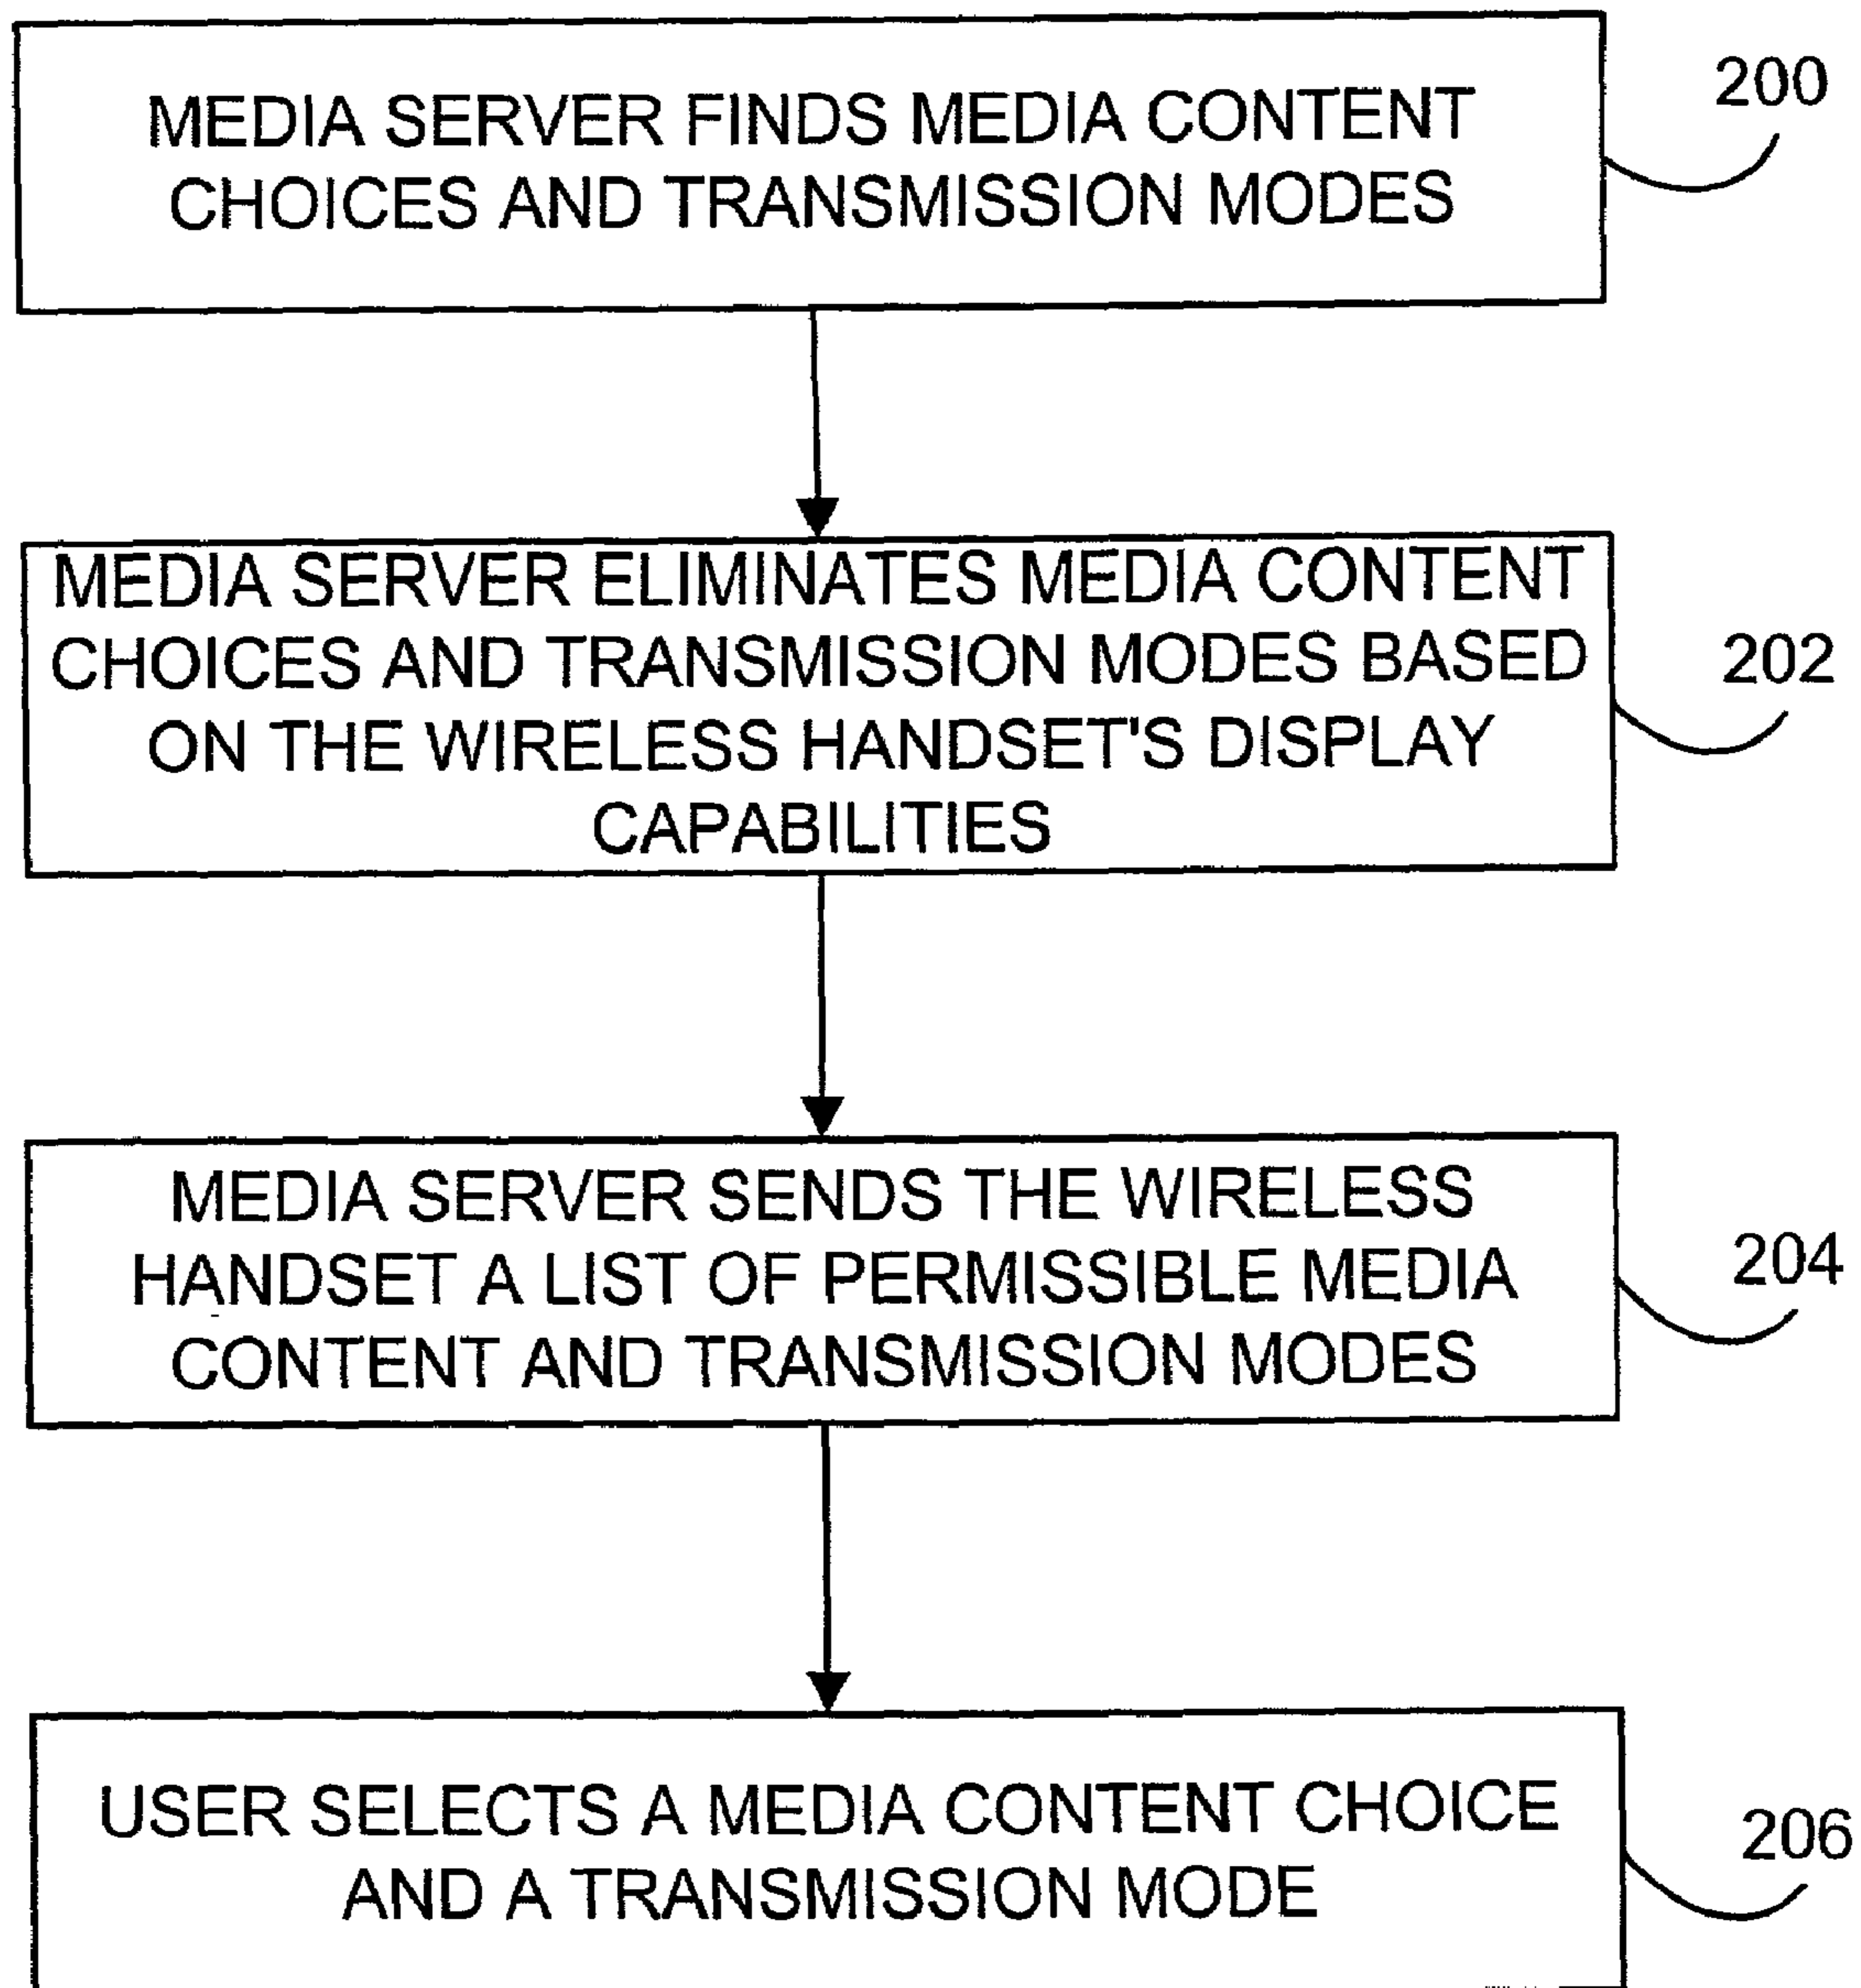 MEDIA SERVER FINDS MEDIA CONTENT
CHOICES AND TRANSMISSION MODES
200
MEDIA SERVER ELIMINATES MEDIA CONTENT
CHOICES AND TRANSMISSION MODES BASED
ON THE WIRELESS HANDSET'S DISPLAY
CAPABILITIES
202
MEDIA SERVER SENDS THE WIRELESS
HANDSET A LIST OF PERMISSIBLE MEDIA
CONTENT AND TRANSMISSION MODES
204
USER SELECTS A MEDIA CONTENT CHOICE
AND A TRANSMISSION MODE
206